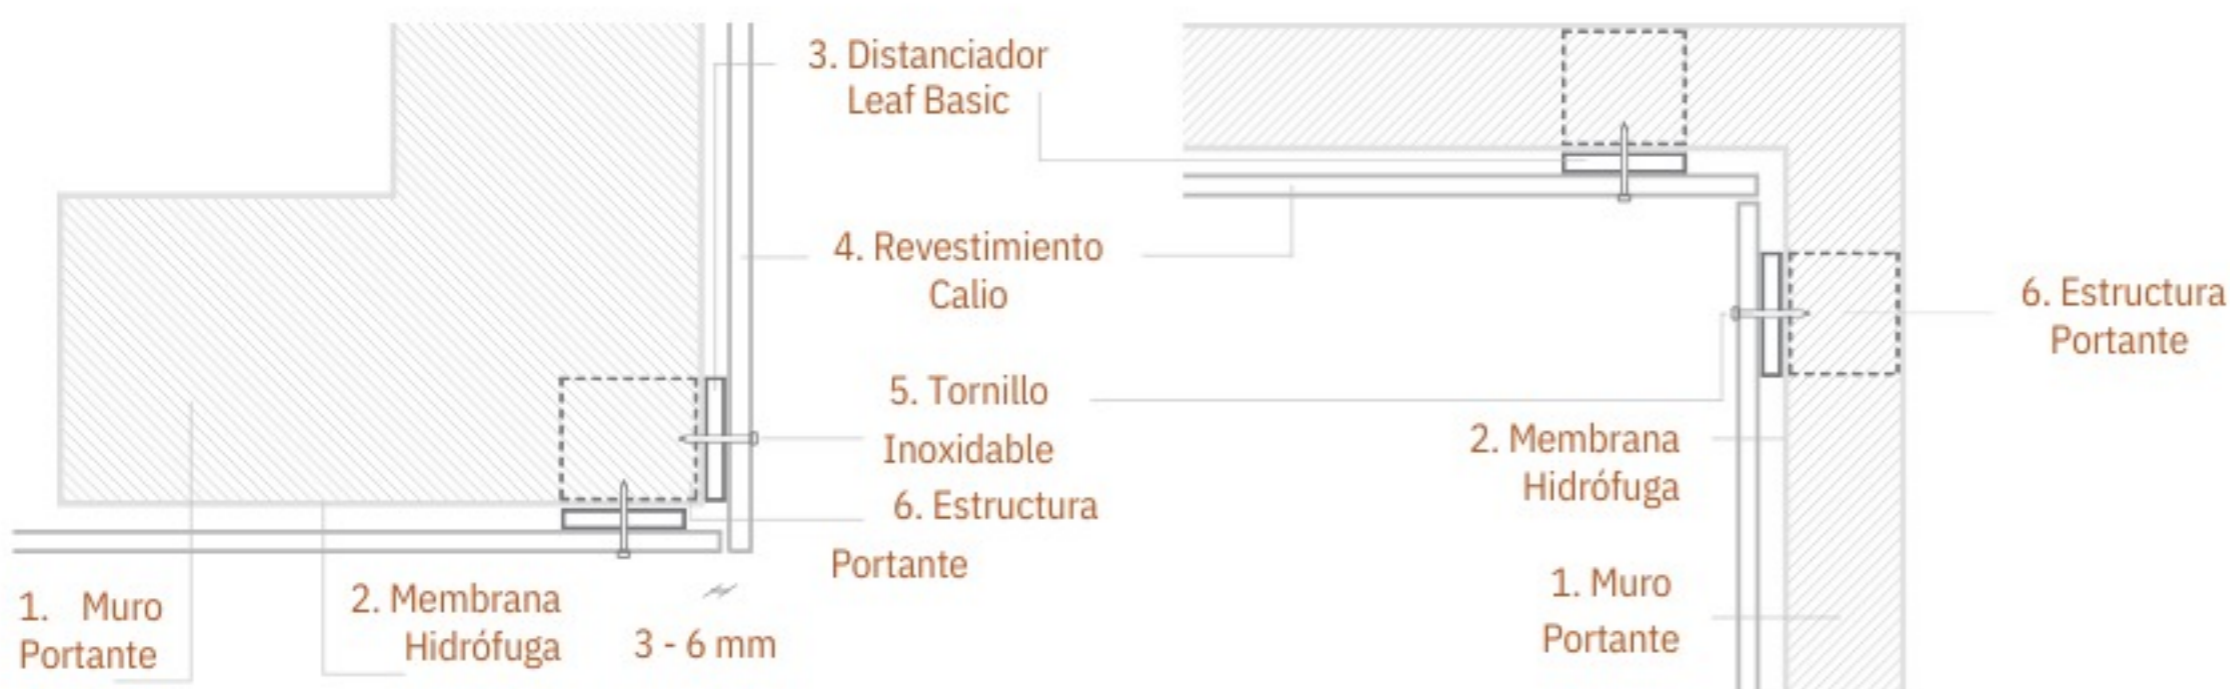 3. Distanciador
Leaf Basic
4. Revestimiento
Calio
6. Estructura
Portante
5. Tornillo
Inoxidable
2. Membrana
Hidrófuga
6. Estructura
Portante
1. Muro
Portante
2. Membrana
Hidrófuga
3 - 6 mm
1. Muro
Portante